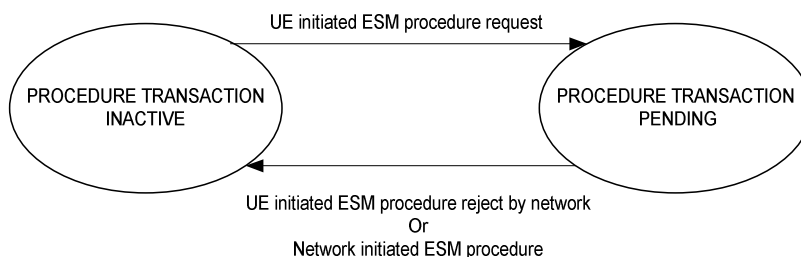 UE initiated ESM procedure request
PROCEDURE TRANSACTION
INACTIVE
PROCEDURE TRANSACTION
PENDING
UE initiated ESM procedure reject by network
Or
Network initiated ESM procedure